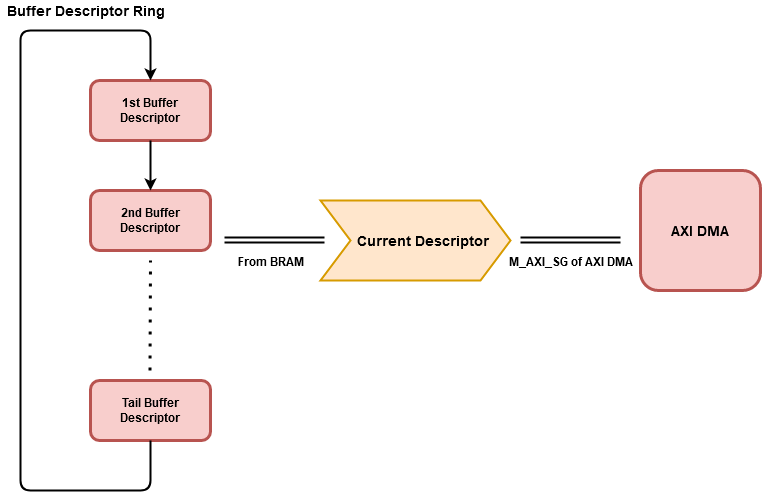 Buffer Descriptor Ring
1st Buffer
Descriptor
2nd Buffer
Descriptor
From BRAM
Current Descriptor
M_AXI_SG of AXI DMA
AXI DMA
Tail Buffer
Descriptor